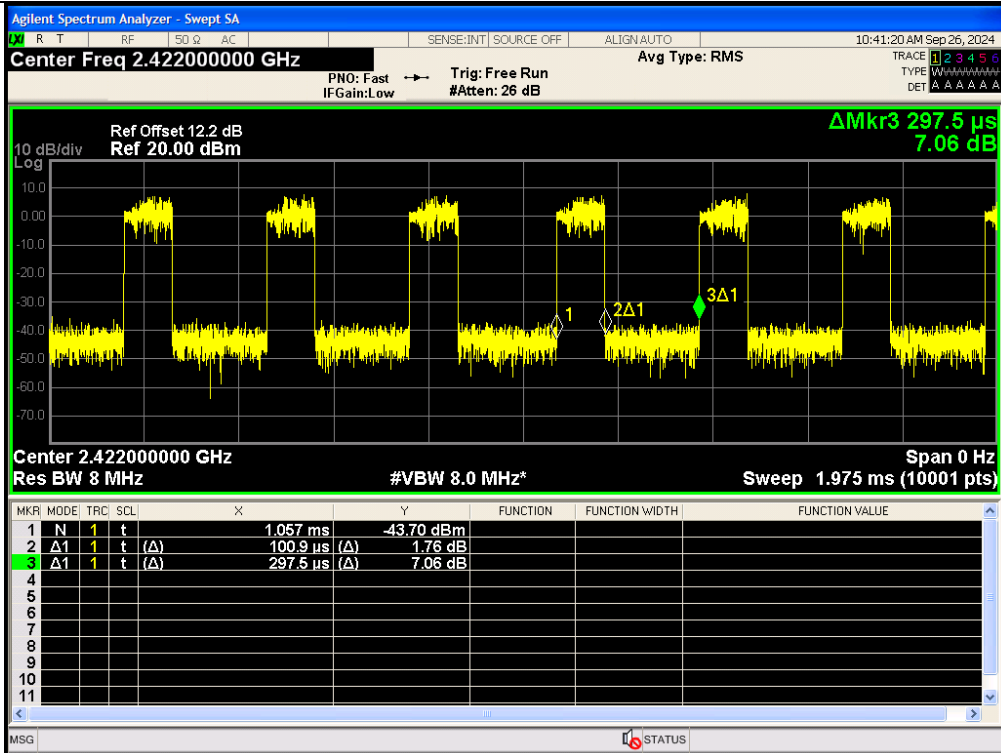 Agilent Spectrum Analyzer - Swept SA
LXI R T RF 50 Ω AC SENSE:INT SOURCE OFF ALIGN AUTO 10:41:20 AM Sep 26, 2024
Center Freq 2.422000000 GHz
Avg Type: RMS
TRACE 1 2 3 4 5 6
PNO: Fast
Trig: Free Run
TYPE W
IFGain:Low
#Atten: 26 dB
DET A A A A A A
ΔMkr3 297.5 µs
7.06 dB
Ref Offset 12.2 dB
10 dB/div Ref 20.00 dBm
Log
10.0
0.00
-10.0
-20.0
-30.0
-40.0
-50.0
-60.0
-70.0
1
2Δ1
3Δ1
Center 2.422000000 GHz Span 0 Hz
Res BW 8 MHz #VBW 8.0 MHz* Sweep 1.975 ms (10001 pts)
MKR MODE TRC SCL X Y FUNCTION FUNCTION WIDTH FUNCTION VALUE
1 N 1 t 1.057 ms -43.70 dBm
2 Δ1 1 t (Δ) 100.9 µs (Δ) 1.76 dB
3 Δ1 1 t (Δ) 297.5 µs (Δ) 7.06 dB
4
5
6
7
8
9
10
11
MSG STATUS